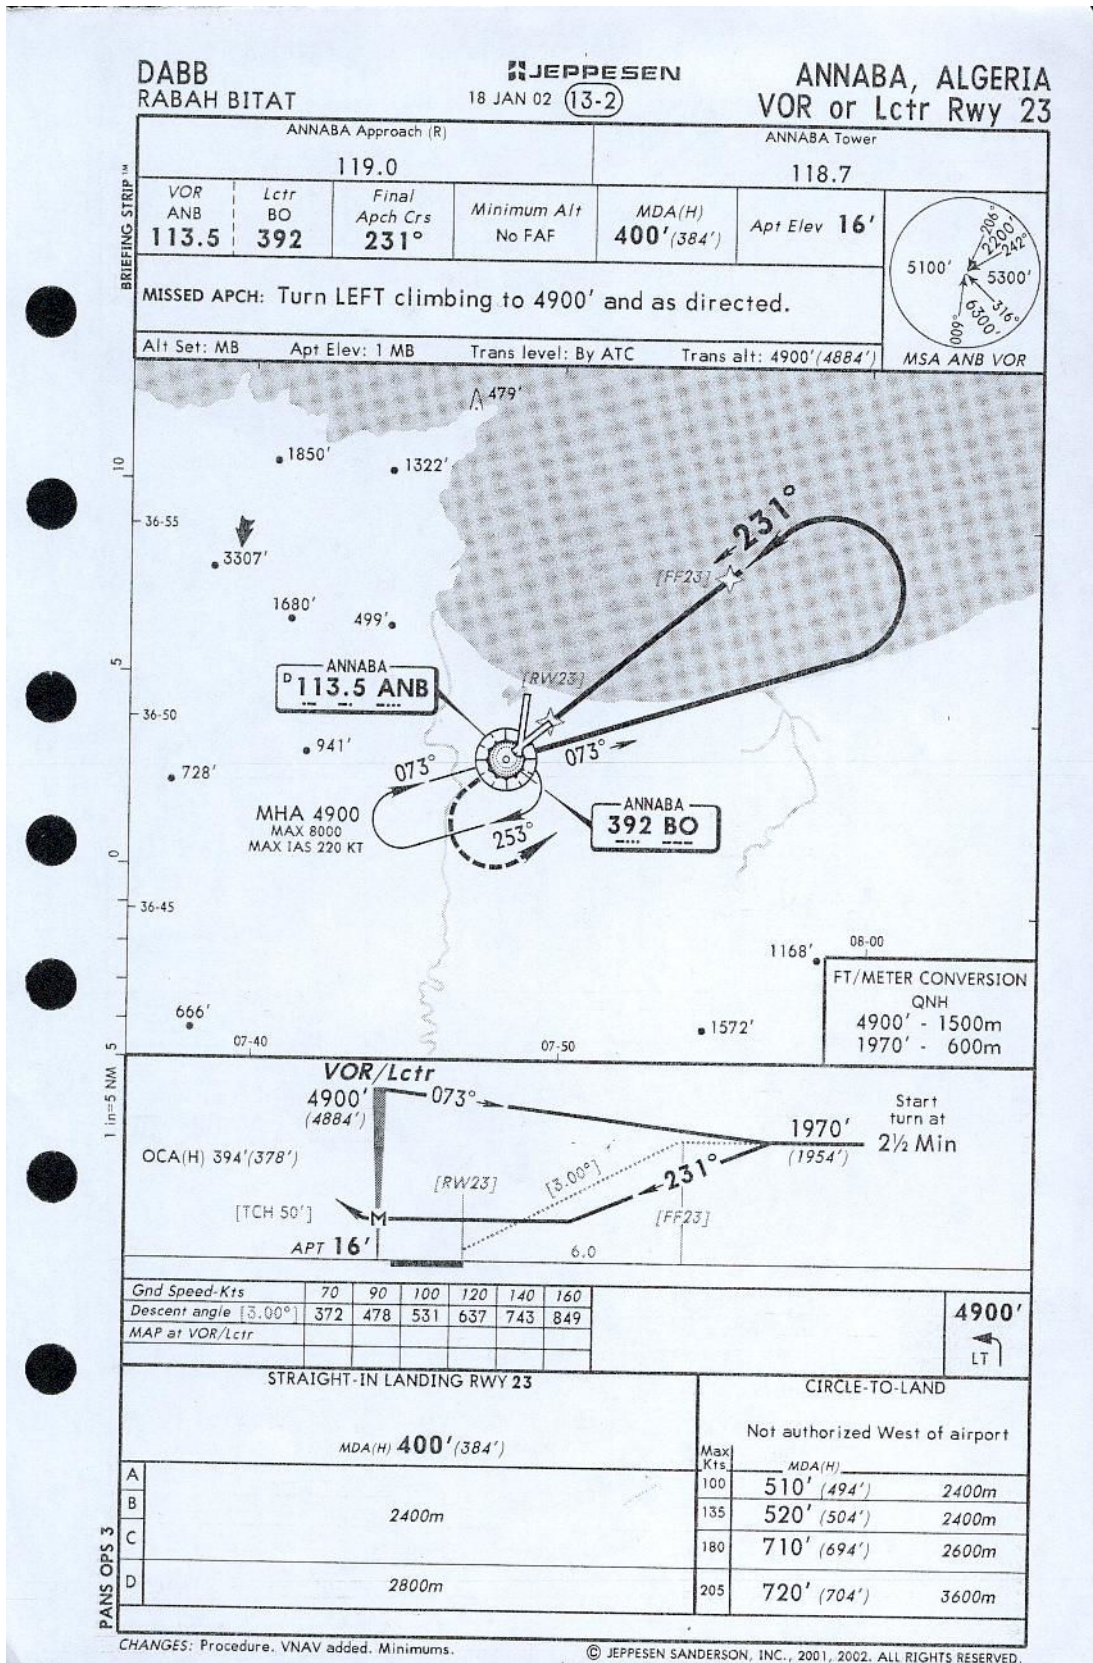 DABB
RABAH BITAT
JEPPESEN
18 JAN 02 13-2
ANNABA, ALGERIA
VOR or Lctr Rwy 23
BRIEFING STRIP™
ANNABA Approach (R)
119.0
ANNABA Tower
118.7
VOR
ANB
113.5
Lctr
BO
392
Final
Apch Crs
231°
Minimum Alt
No FAF
MDA(H)
400'(384')
Apt Elev 16'
MISSED APCH: Turn LEFT climbing to 4900' and as directed.
Alt Set: MB Apt Elev: 1 MB Trans level: By ATC Trans alt: 4900'(4884')
206°
2200'
242°
5100'
5300'
316°
6300'
009°
MSA ANB VOR
479'
1850'
1322'
10
36-55
3307'
231°
[FF23]
1680'
499'
5
ANNABA
D 113.5 ANB
[RW23]
36-50
941'
728'
073°
073°
MHA 4900
MAX 8000
MAX IAS 220 KT
253°
ANNABA
392 BO
0
36-45
1168'
08-00
FT/METER CONVERSION
QNH
4900' - 1500m
1970' - 600m
666'
1572'
07-40
07-50
5
1 in=5 NM
VOR/Lctr
4900'
(4884')
073°
1970'
(1954')
Start
turn at
2½ Min
OCA(H) 394'(378')
[RW23]
[3.00°]
231°
[TCH 50']
M
[FF23]
APT 16'
6.0
Gnd Speed-Kts 70 90 100 120 140 160
Descent angle [3.00°] 372 478 531 637 743 849
MAP at VOR/Lctr
4900'
LT
STRAIGHT-IN LANDING RWY 23
MDA(H) 400'(384')
A
B
C
2400m
D
2800m
CIRCLE-TO-LAND
Not authorized West of airport
Max
Kts
MDA(H)
100 510' (494') 2400m
135 520' (504') 2400m
180 710' (694') 2600m
205 720' (704') 3600m
PANS OPS 3
CHANGES: Procedure. VNAV added. Minimums.
© JEPPESEN SANDERSON, INC., 2001, 2002. ALL RIGHTS RESERVED.